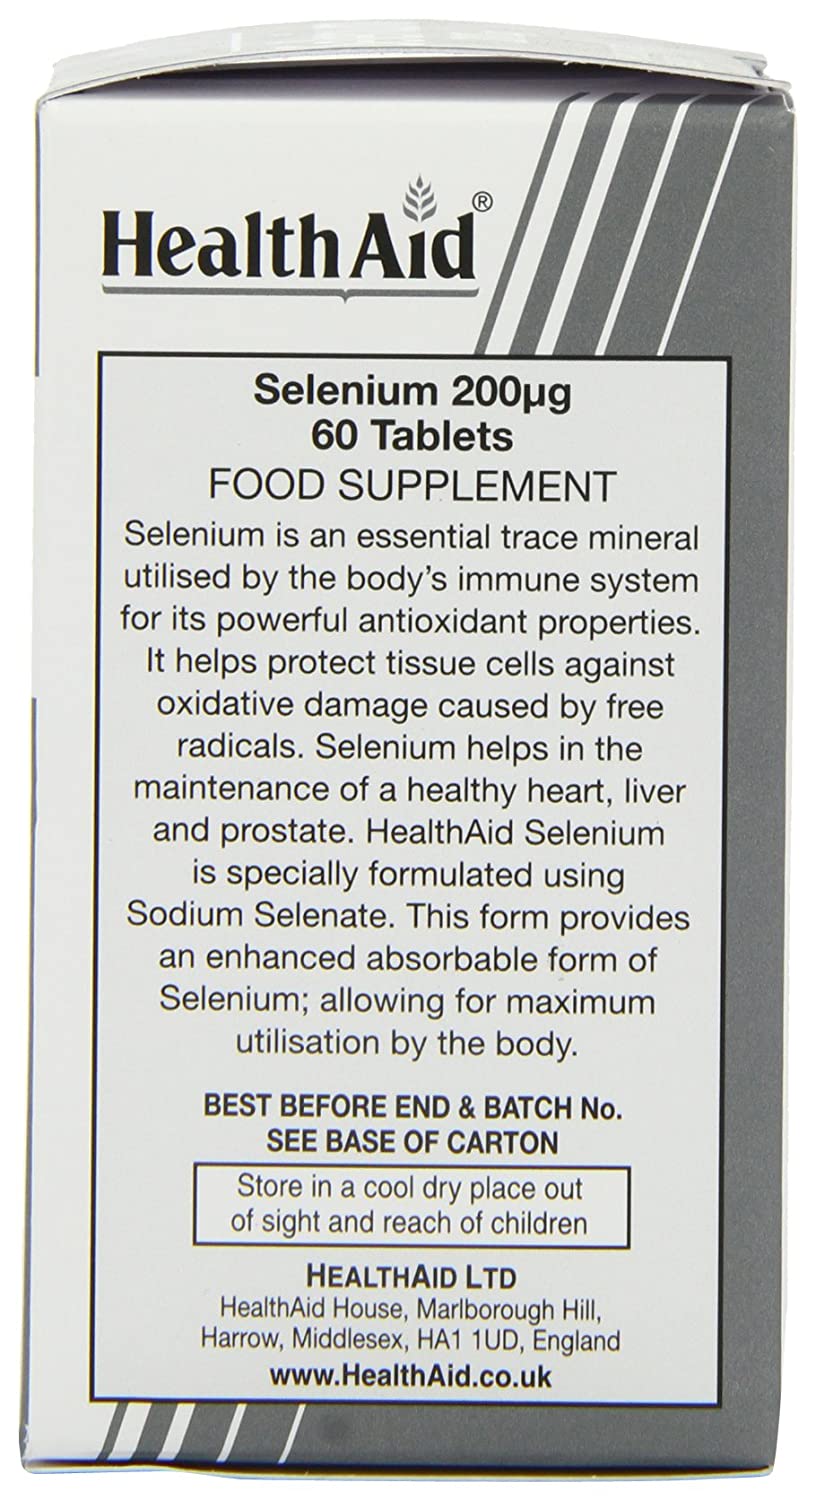 HealthAid®
Selenium 200µg
60 Tablets
FOOD SUPPLEMENT
Selenium is an essential trace mineral
utilised by the body's immune system
for its powerful antioxidant properties.
It helps protect tissue cells against
oxidative damage caused by free
radicals. Selenium helps in the
maintenance of a healthy heart, liver
and prostate. HealthAid Selenium
is specially formulated using
Sodium Selenate. This form provides
an enhanced absorbable form of
Selenium; allowing for maximum
utilisation by the body.
BEST BEFORE END & BATCH No.
SEE BASE OF CARTON
Store in a cool dry place out
of sight and reach of children
HEALTHAID LTD
HealthAid House, Marlborough Hill,
Harrow, Middlesex, HA1 1UD, England
www.HealthAid.co.uk